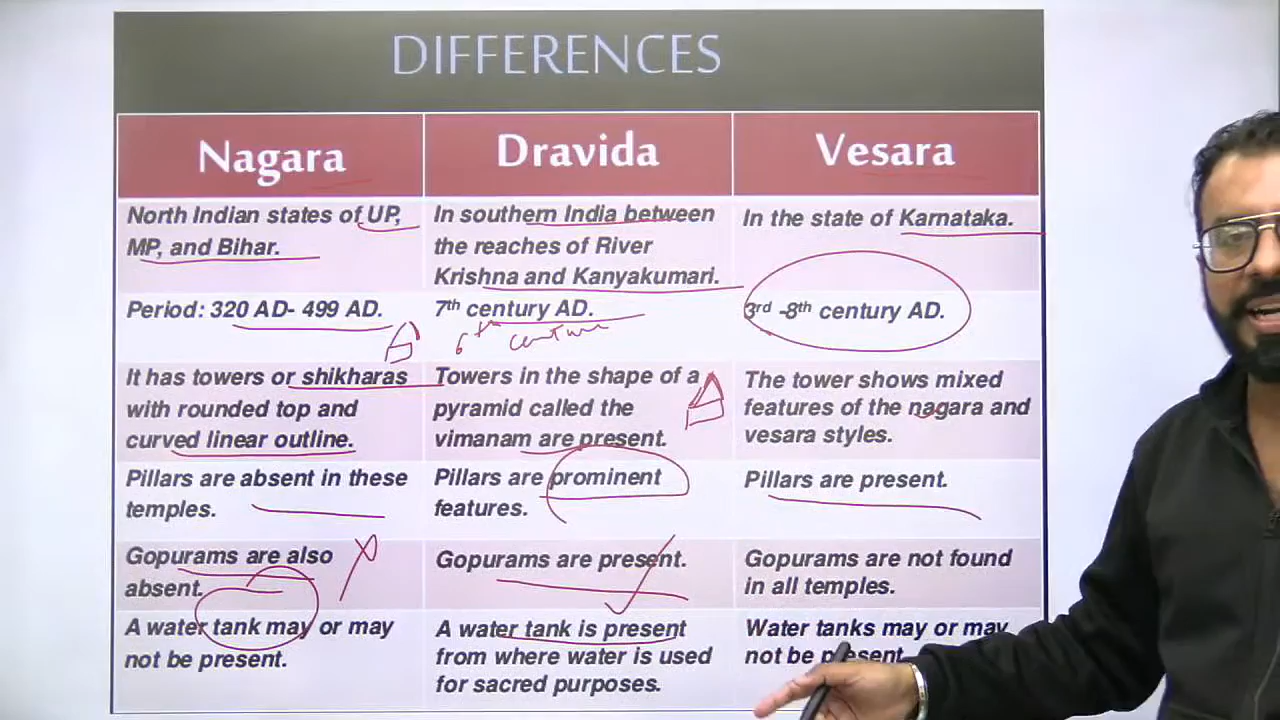 DIFFERENCES
Nagara
Dravida
Vesara
North Indian states of UP,
MP, and Bihar.
In southern India between
the reaches of River
Krishna and Kanyakumari.
In the state of Karnataka.
Period: 320 AD- 499 AD.
7th century AD.
6th century
3rd -8th century AD.
It has towers or shikharas
with rounded top and
curved linear outline.
Towers in the shape of a
pyramid called the
vimanam are present.
The tower shows mixed
features of the nagara and
vesara styles.
Pillars are absent in these
temples.
Pillars are prominent
features.
Pillars are present.
Gopurams are also
absent.
Gopurams are present.
Gopurams are not found
in all temples.
A water tank may or may
not be present.
A water tank is present
from where water is used
for sacred purposes.
Water tanks may or may
not be present